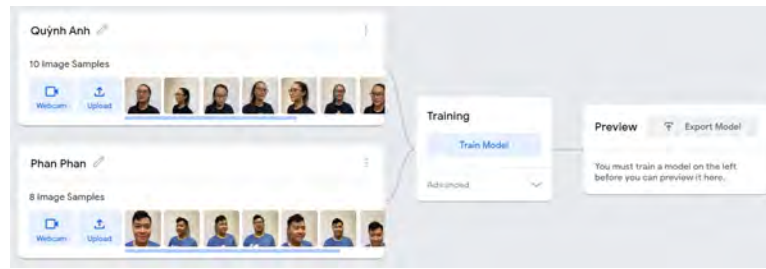 Quỳnh Anh
10 Image Samples
Webcam
Upload
Phan Phan
8 Image Samples
Webcam
Upload
Training
Train Model
Advanced
Preview
Export Model
You must train a model on the left
before you can preview it here.